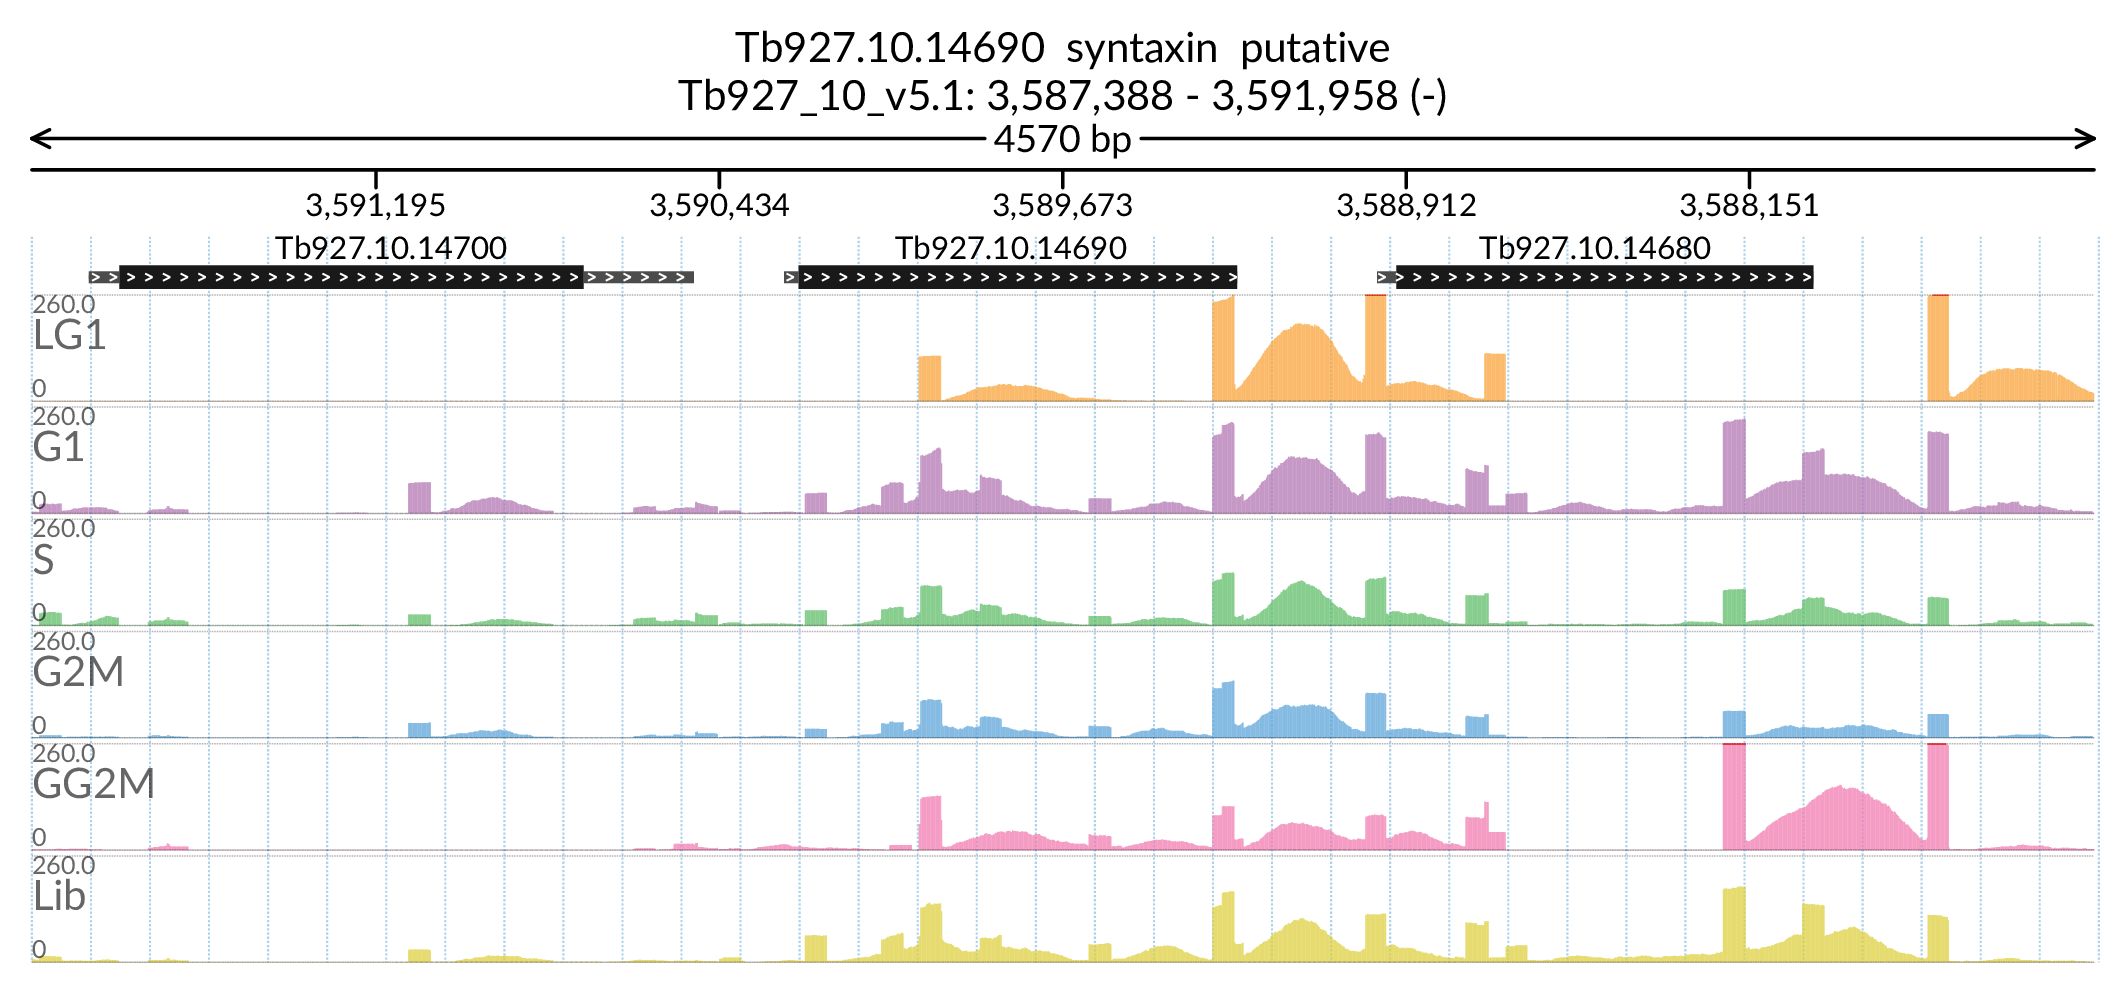 Tb927.10.14690 syntaxin putative
Tb927_10_v5.1: 3,587,388 - 3,591,958 (-)
4570 bp
3,591,195 3,590,434 3,589,673 3,588,912 3,588,151
Tb927.10.14700 Tb927.10.14690 Tb927.10.14680
260.0
LG1
0
260.0
G1
0
260.0
S
0
260.0
G2M
0
260.0
GG2M
0
260.0
Lib
0